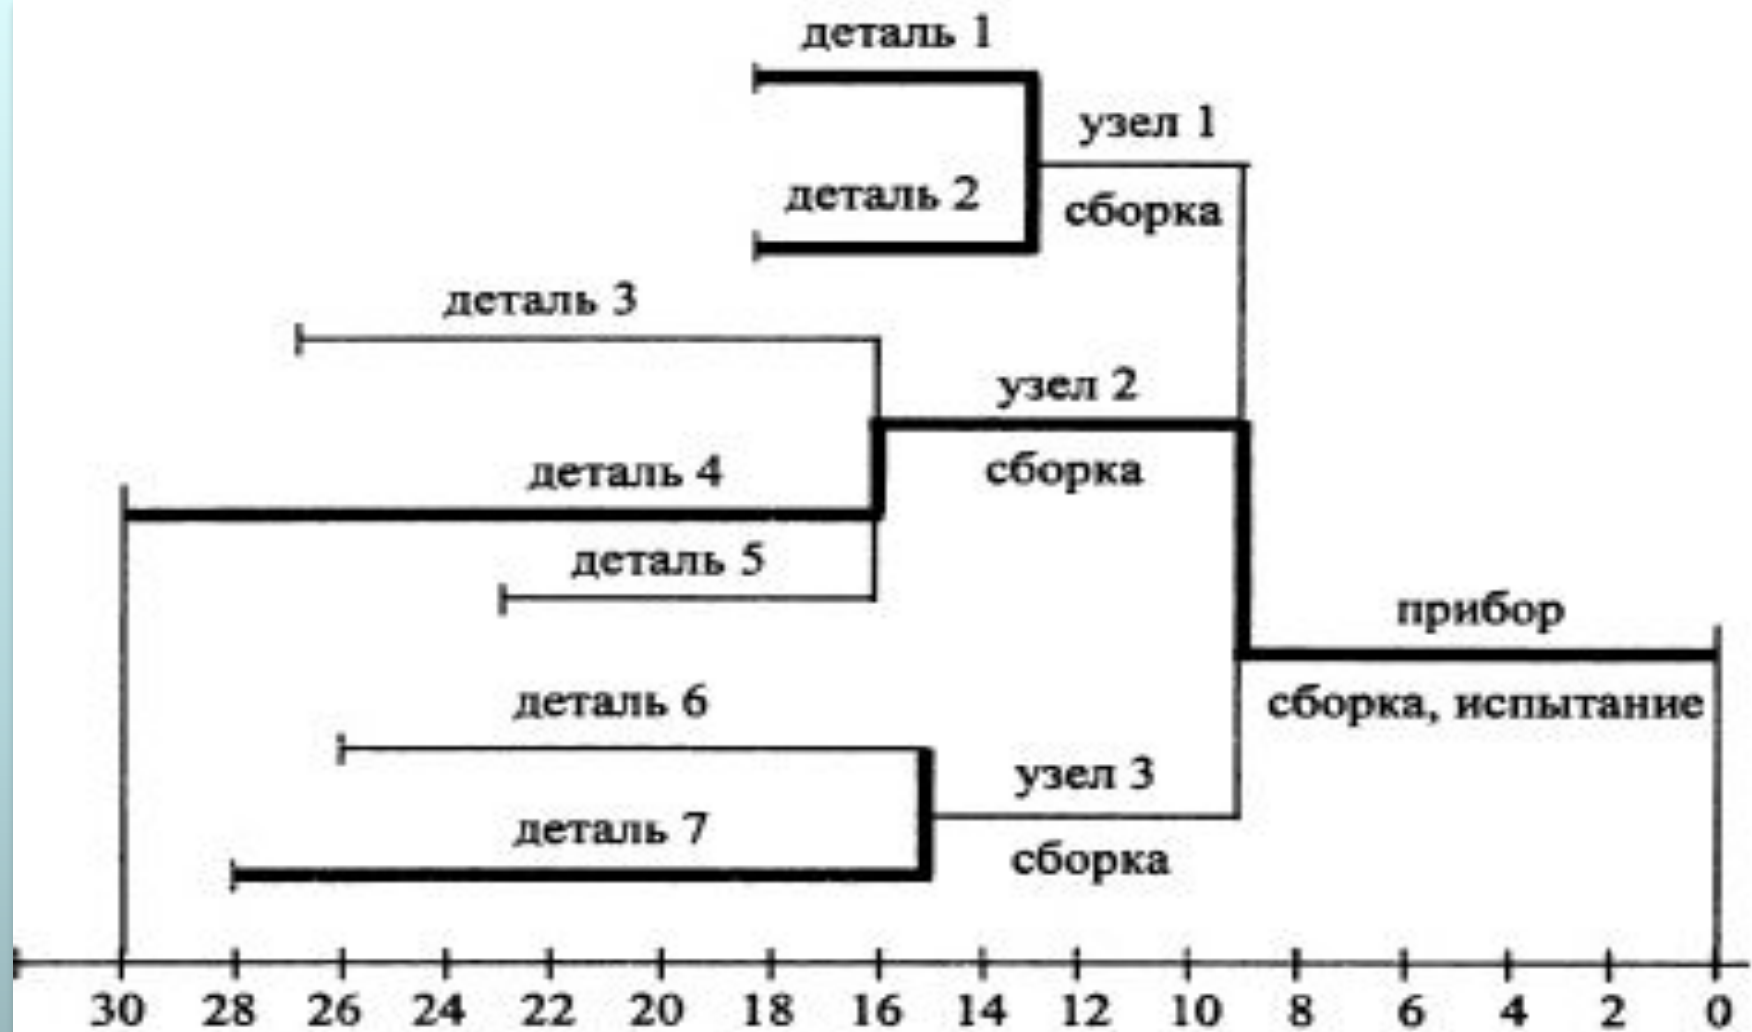 деталь 1
узел 1
деталь 2
сборка
деталь 3
узел 2
деталь 4
сборка
деталь 5
прибор
деталь 6
сборка, испытание
узел 3
деталь 7
сборка
30 28 26 24 22 20 18 16 14 12 10 8 6 4 2 0